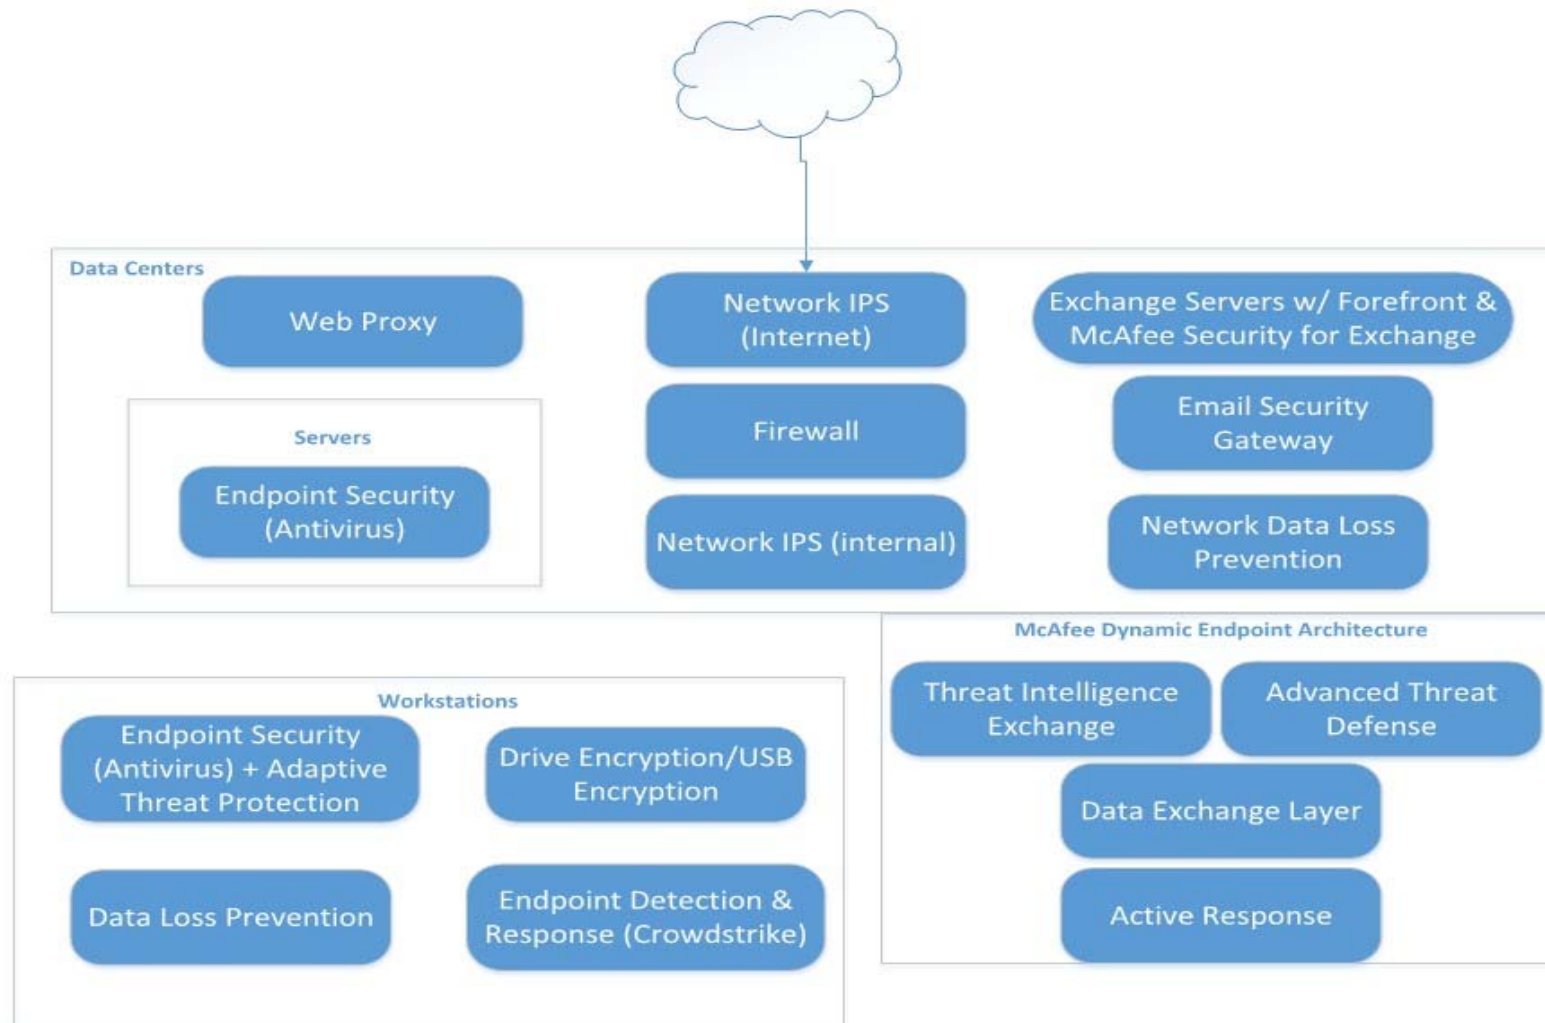 Data Centers
Web Proxy
Network IPS
(Internet)
Exchange Servers w/ Forefront &
McAfee Security for Exchange
Servers
Endpoint Security
(Antivirus)
Firewall
Email Security
Gateway
Network IPS (internal)
Network Data Loss
Prevention
McAfee Dynamic Endpoint Architecture
Threat Intelligence
Exchange
Advanced Threat
Defense
Data Exchange Layer
Active Response
Workstations
Endpoint Security
(Antivirus) + Adaptive
Threat Protection
Drive Encryption/USB
Encryption
Data Loss Prevention
Endpoint Detection &
Response (Crowdstrike)